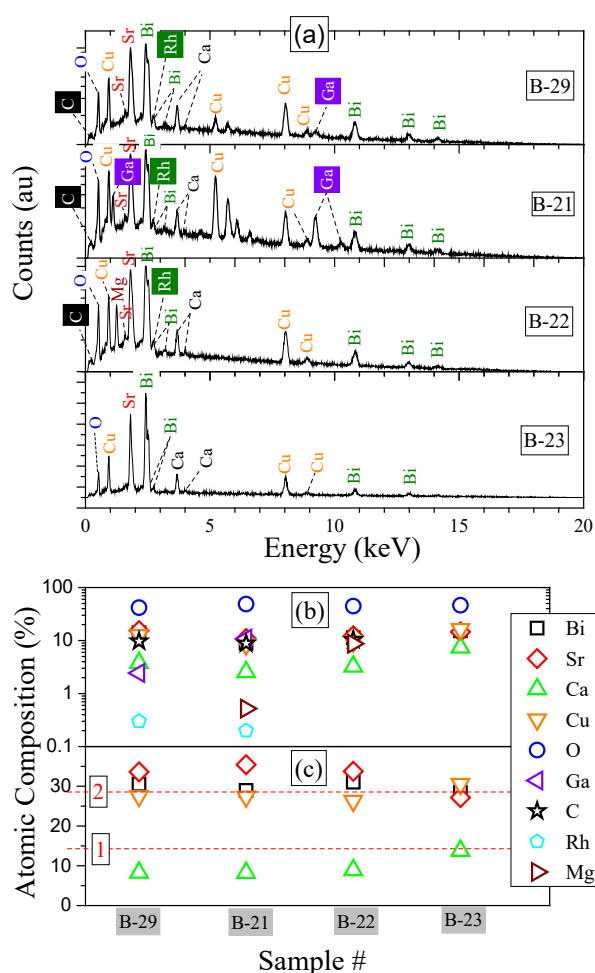 (a)
Counts (au)
C
O
Cu
Sr
Sr
Bi
Rh
Bi
Ca
Cu
Cu
Cu
Ga
Bi
Bi
Bi
B-29
C
O
Cu
Ga
Sr
Sr
Bi
Rh
Bi
Ca
Cu
Cu
Ga
Bi
Bi
Bi
B-21
C
O
Cu
Mg
Sr
Sr
Bi
Rh
Bi
Ca
Cu
Cu
Bi
Bi
Bi
B-22
O
Cu
Sr
Bi
Bi
Ca
Ca
Cu
Cu
Bi
Bi
B-23
0 5 10 15 20
Energy (keV)
Atomic Composition (%)
(b)
100
10
1
0.1
(c)
30
20
10
0
2
1
B-29 B-21 B-22 B-23
Sample #
Bi
Sr
Ca
Cu
O
Ga
C
Rh
Mg